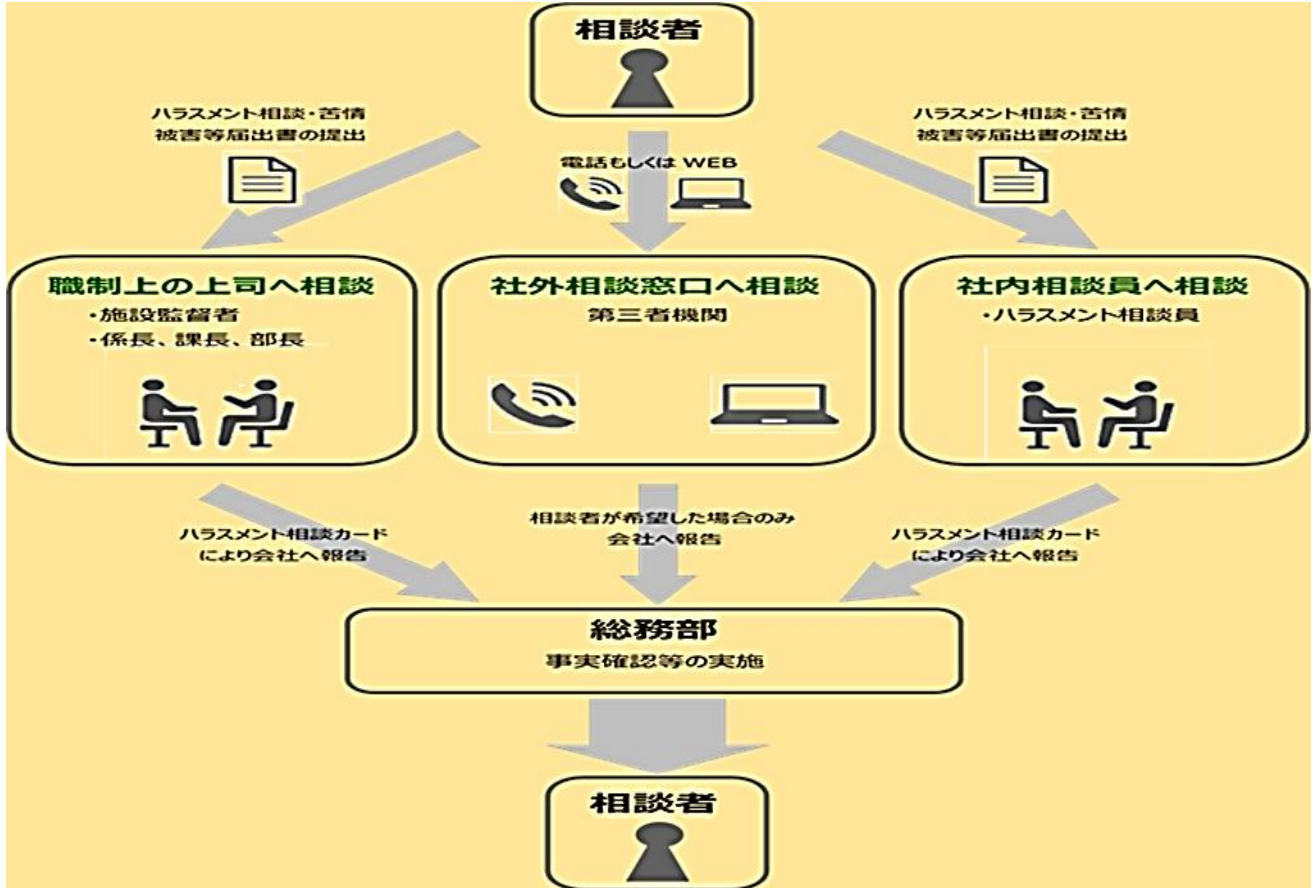 相談者
ハラスメント相談・苦情
被害等届出書の提出
電話もしくは WEB
ハラスメント相談・苦情
被害等届出書の提出
職制上の上司へ相談
・施設監督者
・係長、課長、部長
社外相談窓口へ相談
第三者機関
社内相談員へ相談
・ハラスメント相談員
ハラスメント相談カード
により会社へ報告
相談者が希望した場合のみ
会社へ報告
ハラスメント相談カード
により会社へ報告
総務部
事実確認等の実施
相談者